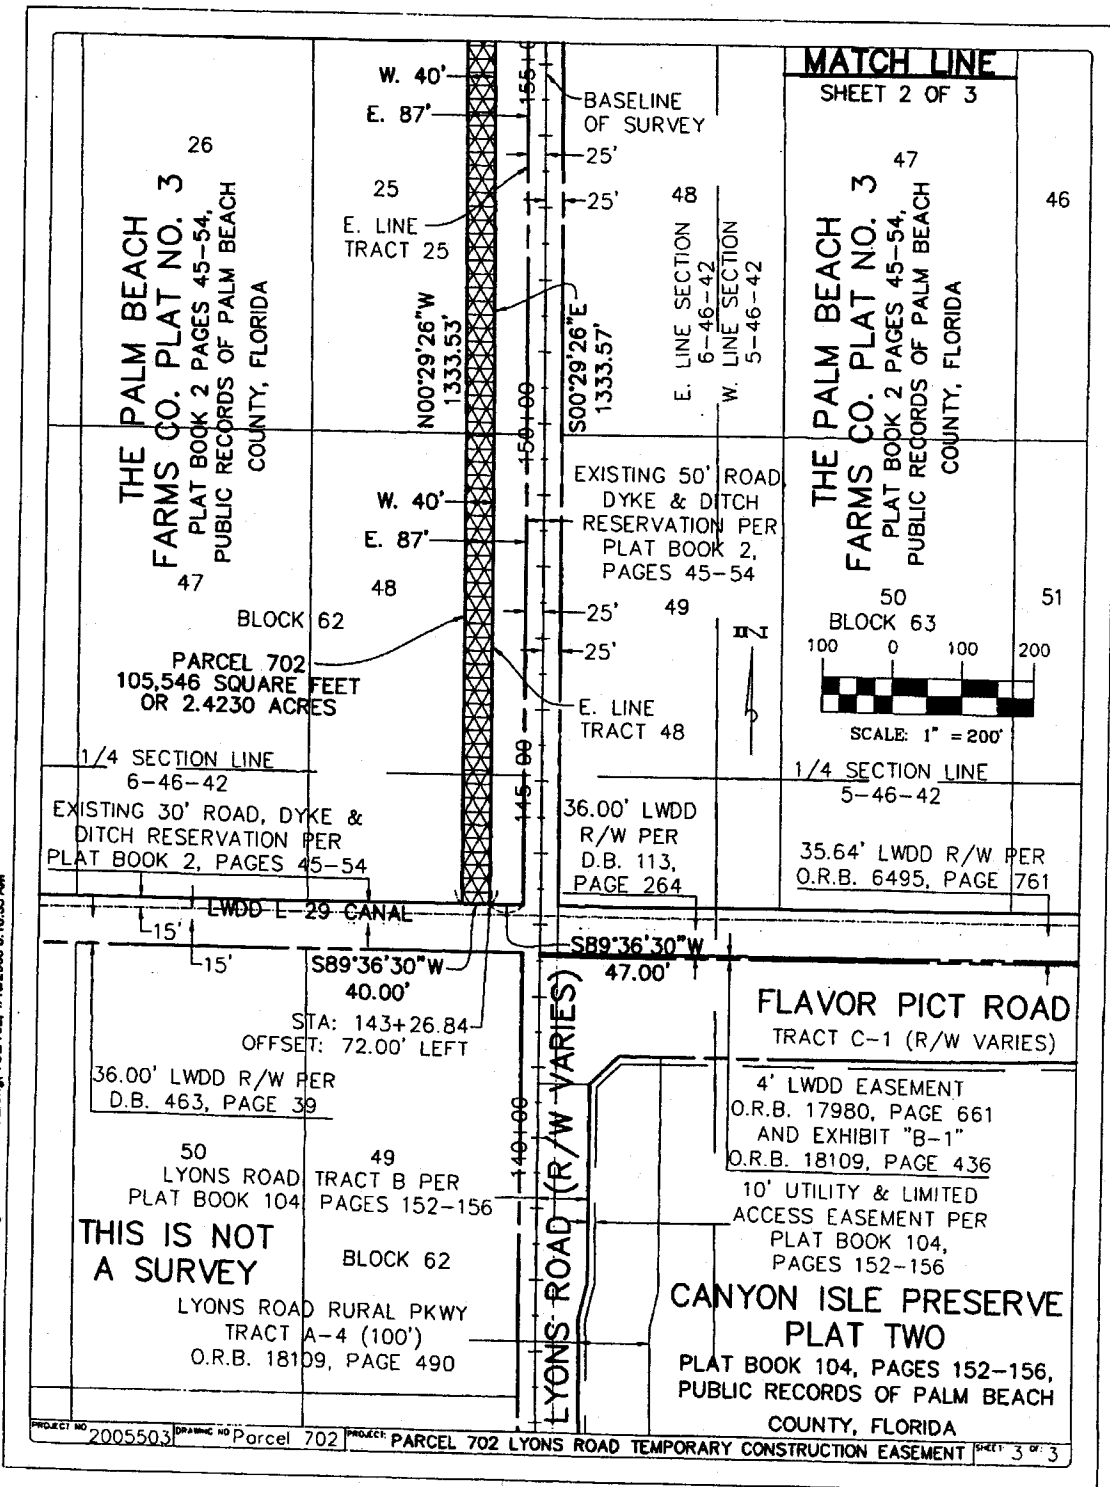 MATCH LINE
SHEET 2 OF 3
W. 40'
E. 87'
155+0
BASELINE
OF SURVEY
25'
25'
26
25
48
47
46
E. LINE
TRACT 25
THE PALM BEACH
FARMS CO. PLAT NO. 3
PLAT BOOK 2 PAGES 45-54,
PUBLIC RECORDS OF PALM BEACH
COUNTY, FLORIDA
N00°29'26"W
1333.53'
S00°29'26"E
1333.57'
E. LINE SECTION
6-46-42
W. LINE SECTION
5-46-42
THE PALM BEACH
FARMS CO. PLAT NO. 3
PLAT BOOK 2 PAGES 45-54,
PUBLIC RECORDS OF PALM BEACH
COUNTY, FLORIDA
150+00
W. 40'
E. 87'
EXISTING 50' ROAD
DYKE & DITCH
RESERVATION PER
PLAT BOOK 2,
PAGES 45-54
47
48
49
50
51
25'
25'
BLOCK 62
BLOCK 63
PARCEL 702
105,546 SQUARE FEET
OR 2.4230 ACRES
E. LINE
TRACT 48
N
100 0 100 200
SCALE: 1" = 200'
1/4 SECTION LINE
6-46-42
1/4 SECTION LINE
5-46-42
145+00
EXISTING 30' ROAD, DYKE &
DITCH RESERVATION PER
PLAT BOOK 2, PAGES 45-54
36.00' LWDD
R/W PER
D.B. 113,
PAGE 264
35.64' LWDD R/W PER
O.R.B. 6495, PAGE 761
LWDD L-29 CANAL
15'
15'
S89°36'30"W
40.00'
S89°36'30"W
47.00'
STA: 143+26.84
OFFSET: 72.00' LEFT
FLAVOR PICT ROAD
TRACT C-1 (R/W VARIES)
36.00' LWDD R/W PER
D.B. 463, PAGE 39
4' LWDD EASEMENT
O.R.B. 17980, PAGE 661
AND EXHIBIT "B-1"
O.R.B. 18109, PAGE 436
140+00
LYONS ROAD (R/W VARIES)
50
49
LYONS ROAD TRACT B PER
PLAT BOOK 104 PAGES 152-156
10' UTILITY & LIMITED
ACCESS EASEMENT PER
PLAT BOOK 104,
PAGES 152-156
THIS IS NOT
A SURVEY
BLOCK 62
LYONS ROAD RURAL PKWY
TRACT A-4 (100')
O.R.B. 18109, PAGE 490
CANYON ISLE PRESERVE
PLAT TWO
PLAT BOOK 104, PAGES 152-156,
PUBLIC RECORDS OF PALM BEACH
COUNTY, FLORIDA
PROJECT NO 2005503 DRAWING NO Parcel 702 PROJECT: PARCEL 702 LYONS ROAD TEMPORARY CONSTRUCTION EASEMENT SHEET 3 OF: 3